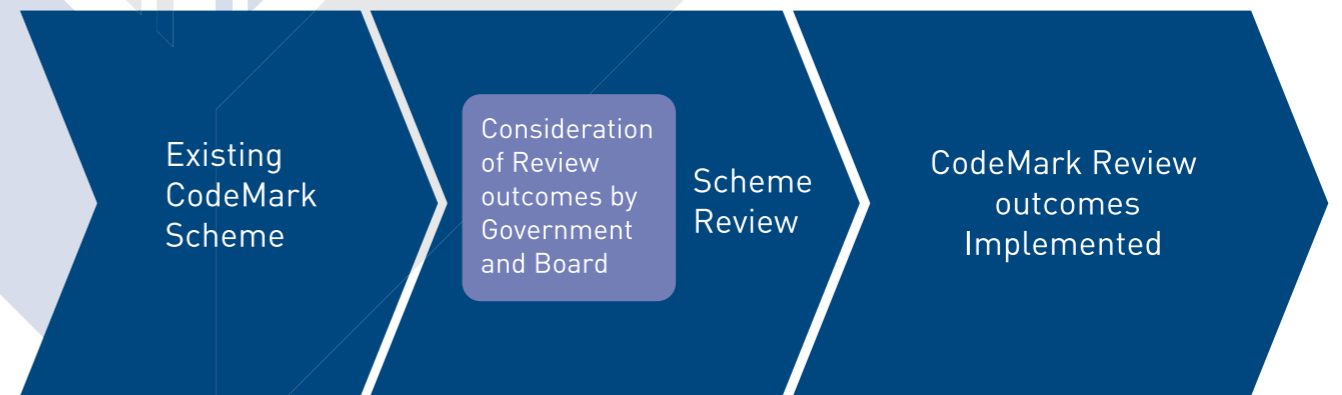 Existing
CodeMark
Scheme
Consideration
of Review
outcomes by
Government
and Board
Scheme
Review
CodeMark Review
outcomes
Implemented